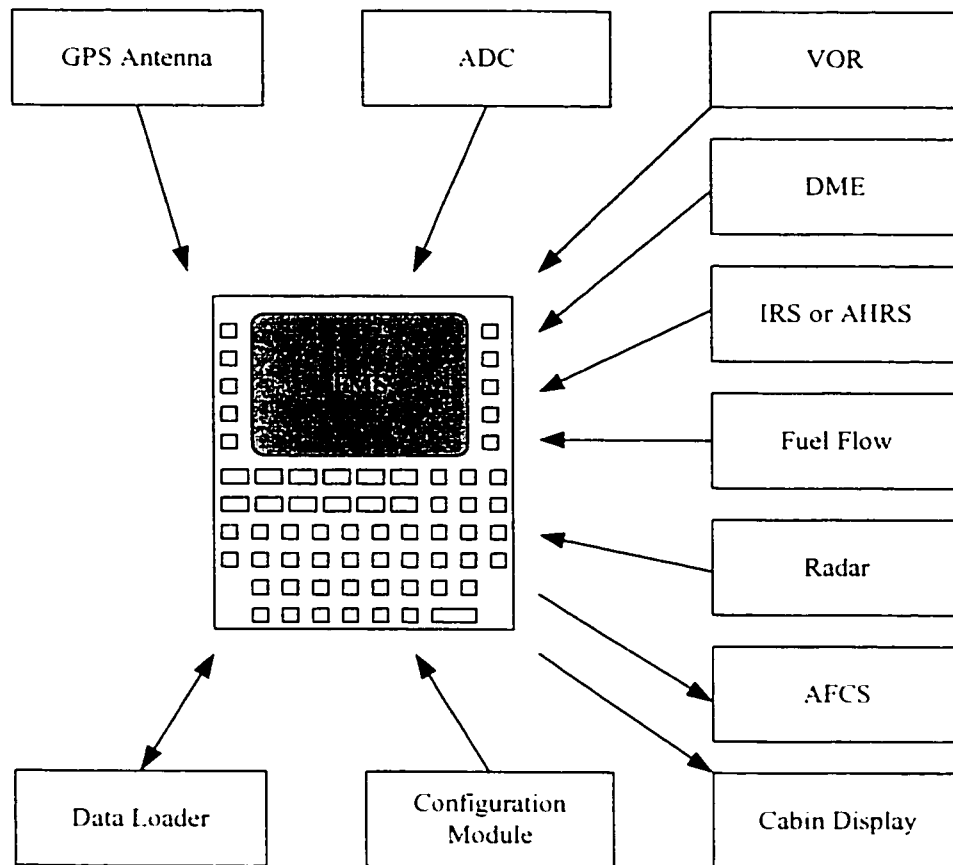 GPS Antenna
ADC
VOR
DME
IRS or AHRS
Fuel Flow
Radar
AFCS
Data Loader
Configuration
Module
Cabin Display